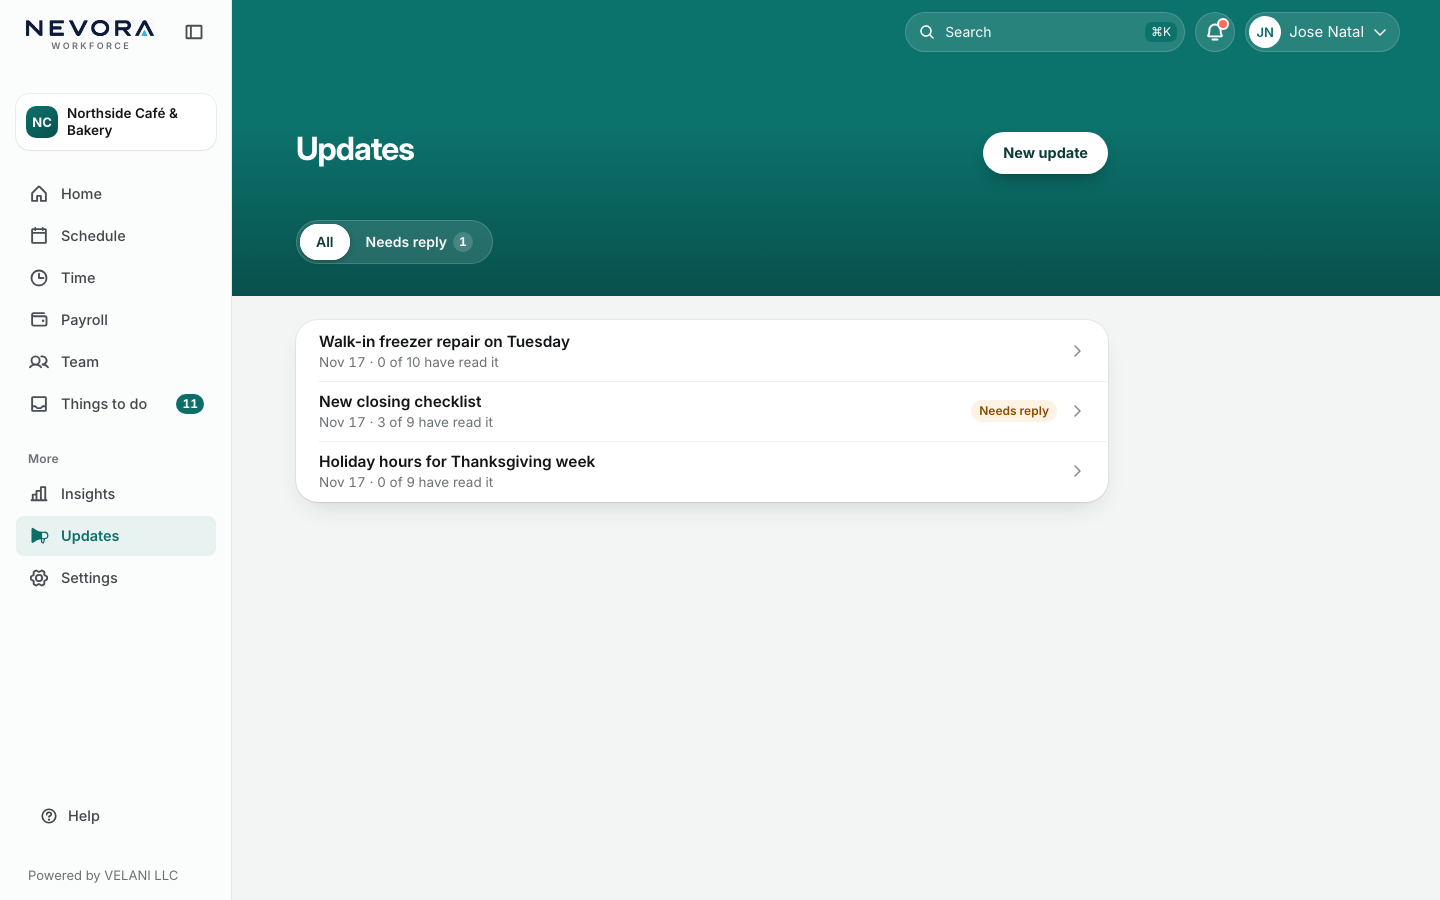 NEVORA
WORKFORCE
Search
⌘K
JN
Jose Natal
NC
Northside Café &
Bakery
Home
Schedule
Time
Payroll
Team
Things to do
11
More
Insights
Updates
Settings
Help
Powered by VELANI LLC
Updates
New update
All
Needs reply 1
Walk-in freezer repair on Tuesday
Nov 17 · 0 of 10 have read it
New closing checklist
Nov 17 · 3 of 9 have read it
Needs reply
Holiday hours for Thanksgiving week
Nov 17 · 0 of 9 have read it